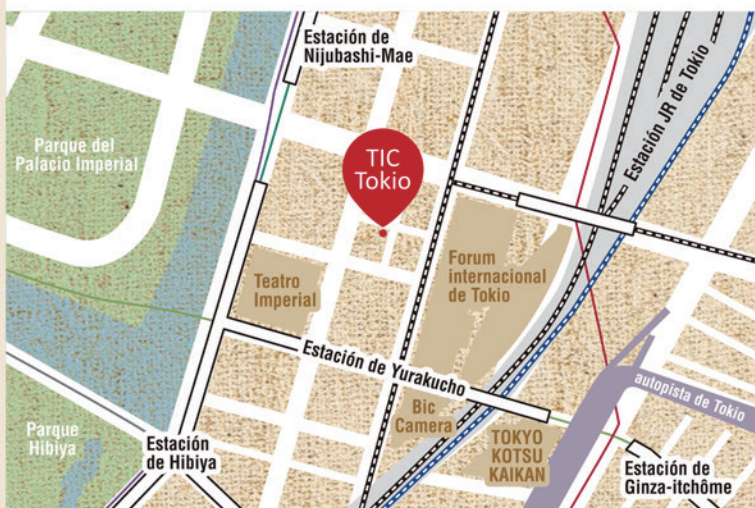 Estación de
Nijubashi-Mae
Estación JR de Tokio
Parque del
Palacio Imperial
TIC
Tokio
Teatro
Imperial
Forum
internacional
de Tokio
Estación de Yurakucho
autopista de Tokio
Bic
Camera
Parque
Hibiya
Estación
de Hibiya
TOKYO
KOTSU
KAIKAN
Estación de
Ginza-itchôme